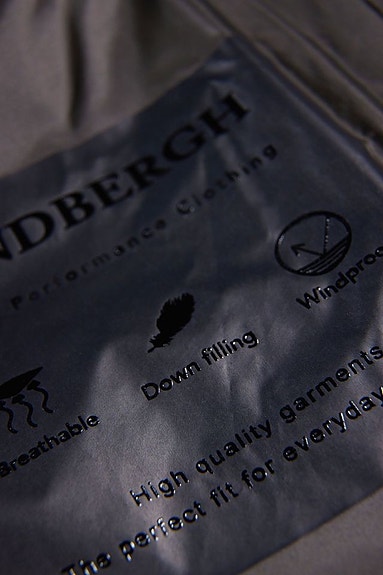 NDBERGH
Performance Clothing
Windproo
Down filling
Breathable
High quality garments
The perfect fit for everyday